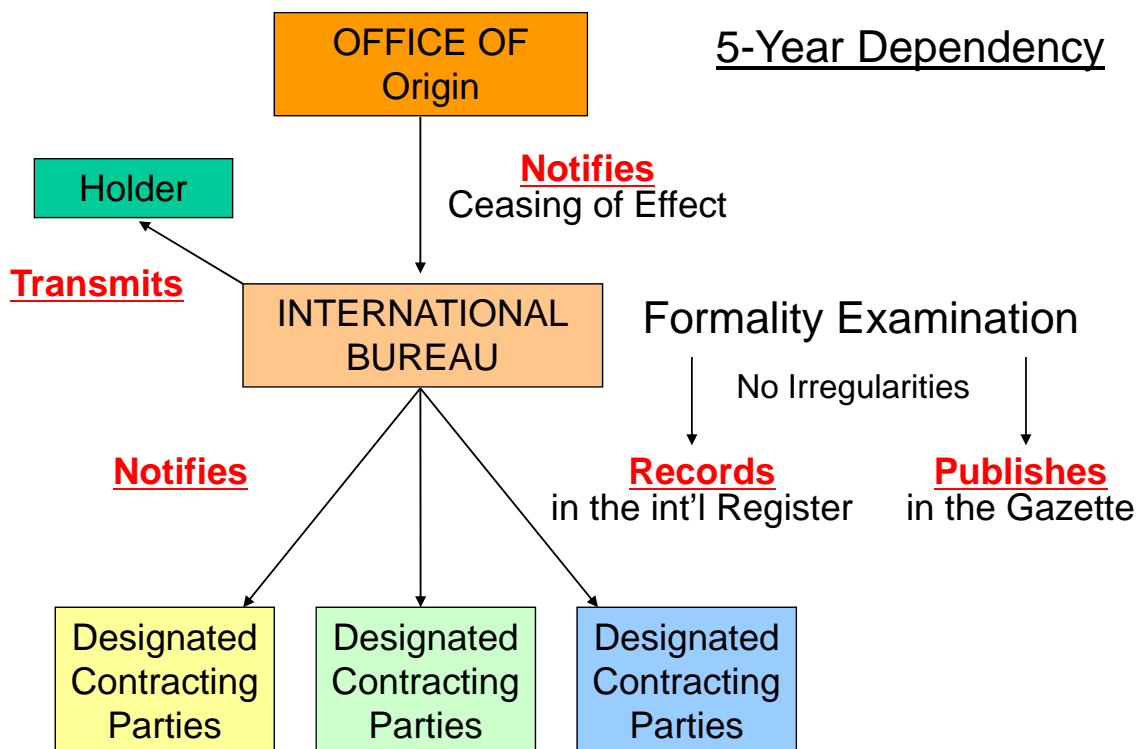 OFFICE OF
Origin
5-Year Dependency
Notifies
Ceasing of Effect
Holder
Transmits
INTERNATIONAL
BUREAU
Formality Examination
No Irregularities
Notifies
Records
in the int’l Register
Publishes
in the Gazette
Designated
Contracting
Parties
Designated
Contracting
Parties
Designated
Contracting
Parties